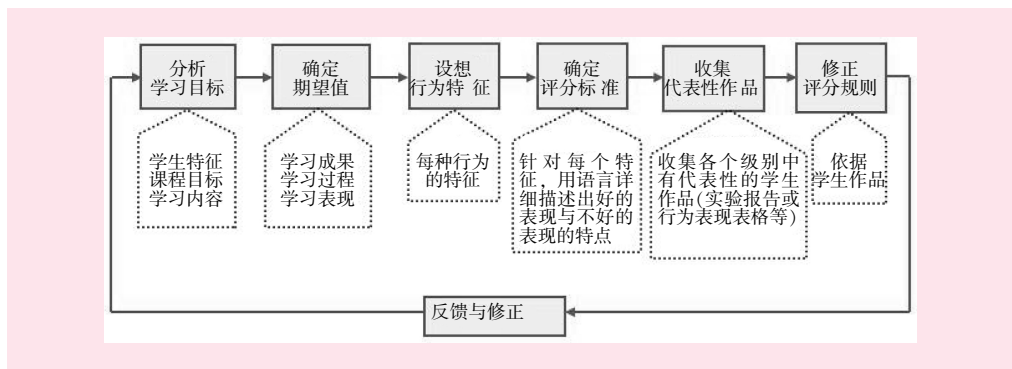 分析
学习目标
确定
期望值
设想
行为特 征
确定
评分标 准
收集
代表性作品
修正
评分规则
学生特征
课程目标
学习内容
学习成果
学习过程
学习表现
每种行为
的特征
针对每个特
征，用语言详
细描述出好的
表现与不好的
表现的特点
收集各个级别中
有代表性的学生
作品(实验报告或
行为表现表格等)
依据
学生作品
反馈与修正